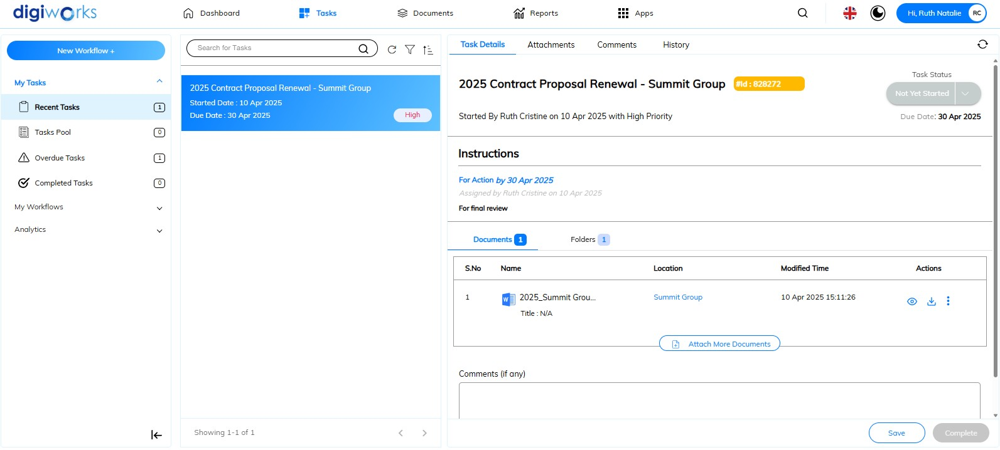 digiworks
Dashboard
Tasks
Documents
Reports
Apps
Hi, Ruth Natalie
RC
New Workflow +
My Tasks
Recent Tasks
1
Tasks Pool
0
Overdue Tasks
1
Completed Tasks
0
My Workflows
Analytics
Search for Tasks
2025 Contract Proposal Renewal - Summit Group
Started Date : 10 Apr 2025
Due Date : 30 Apr 2025
High
Showing 1-1 of 1
Task Details
Attachments
Comments
History
2025 Contract Proposal Renewal - Summit Group
#Id : 828272
Task Status
Not Yet Started
Started By Ruth Cristine on 10 Apr 2025 with High Priority
Due Date: 30 Apr 2025
Instructions
For Action by 30 Apr 2025
Assigned by Ruth Cristine on 10 Apr 2025
For final review
Documents 1
Folders 1
S.No Name Location Modified Time Actions
1 2025_Summit Grou... Summit Group 10 Apr 2025 15:11:26
Title : N/A
Attach More Documents
Comments (if any)
Save
Complete